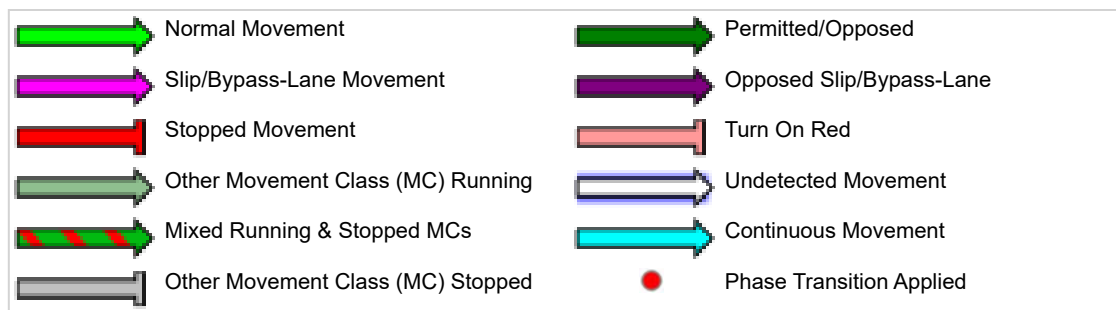 Normal Movement
Permitted/Opposed
Slip/Bypass-Lane Movement
Opposed Slip/Bypass-Lane
Stopped Movement
Turn On Red
Other Movement Class (MC) Running
Undetected Movement
Mixed Running & Stopped MCs
Continuous Movement
Other Movement Class (MC) Stopped
Phase Transition Applied